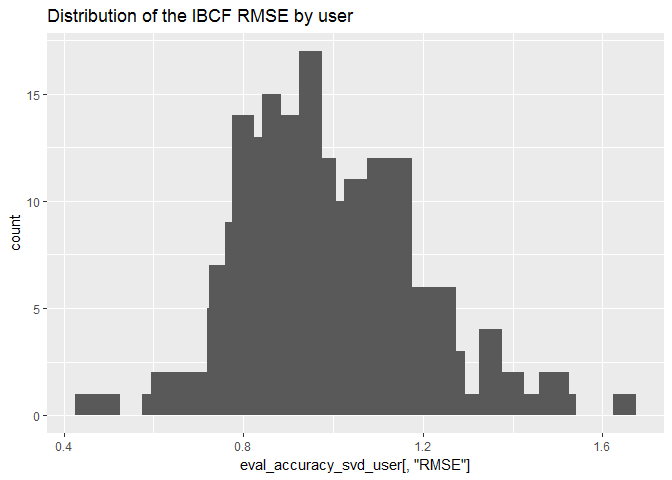 Distribution of the IBCF RMSE by user
15
10
5
0
count
0.4 0.8 1.2 1.6
eval_accuracy_svd_user[, "RMSE"]